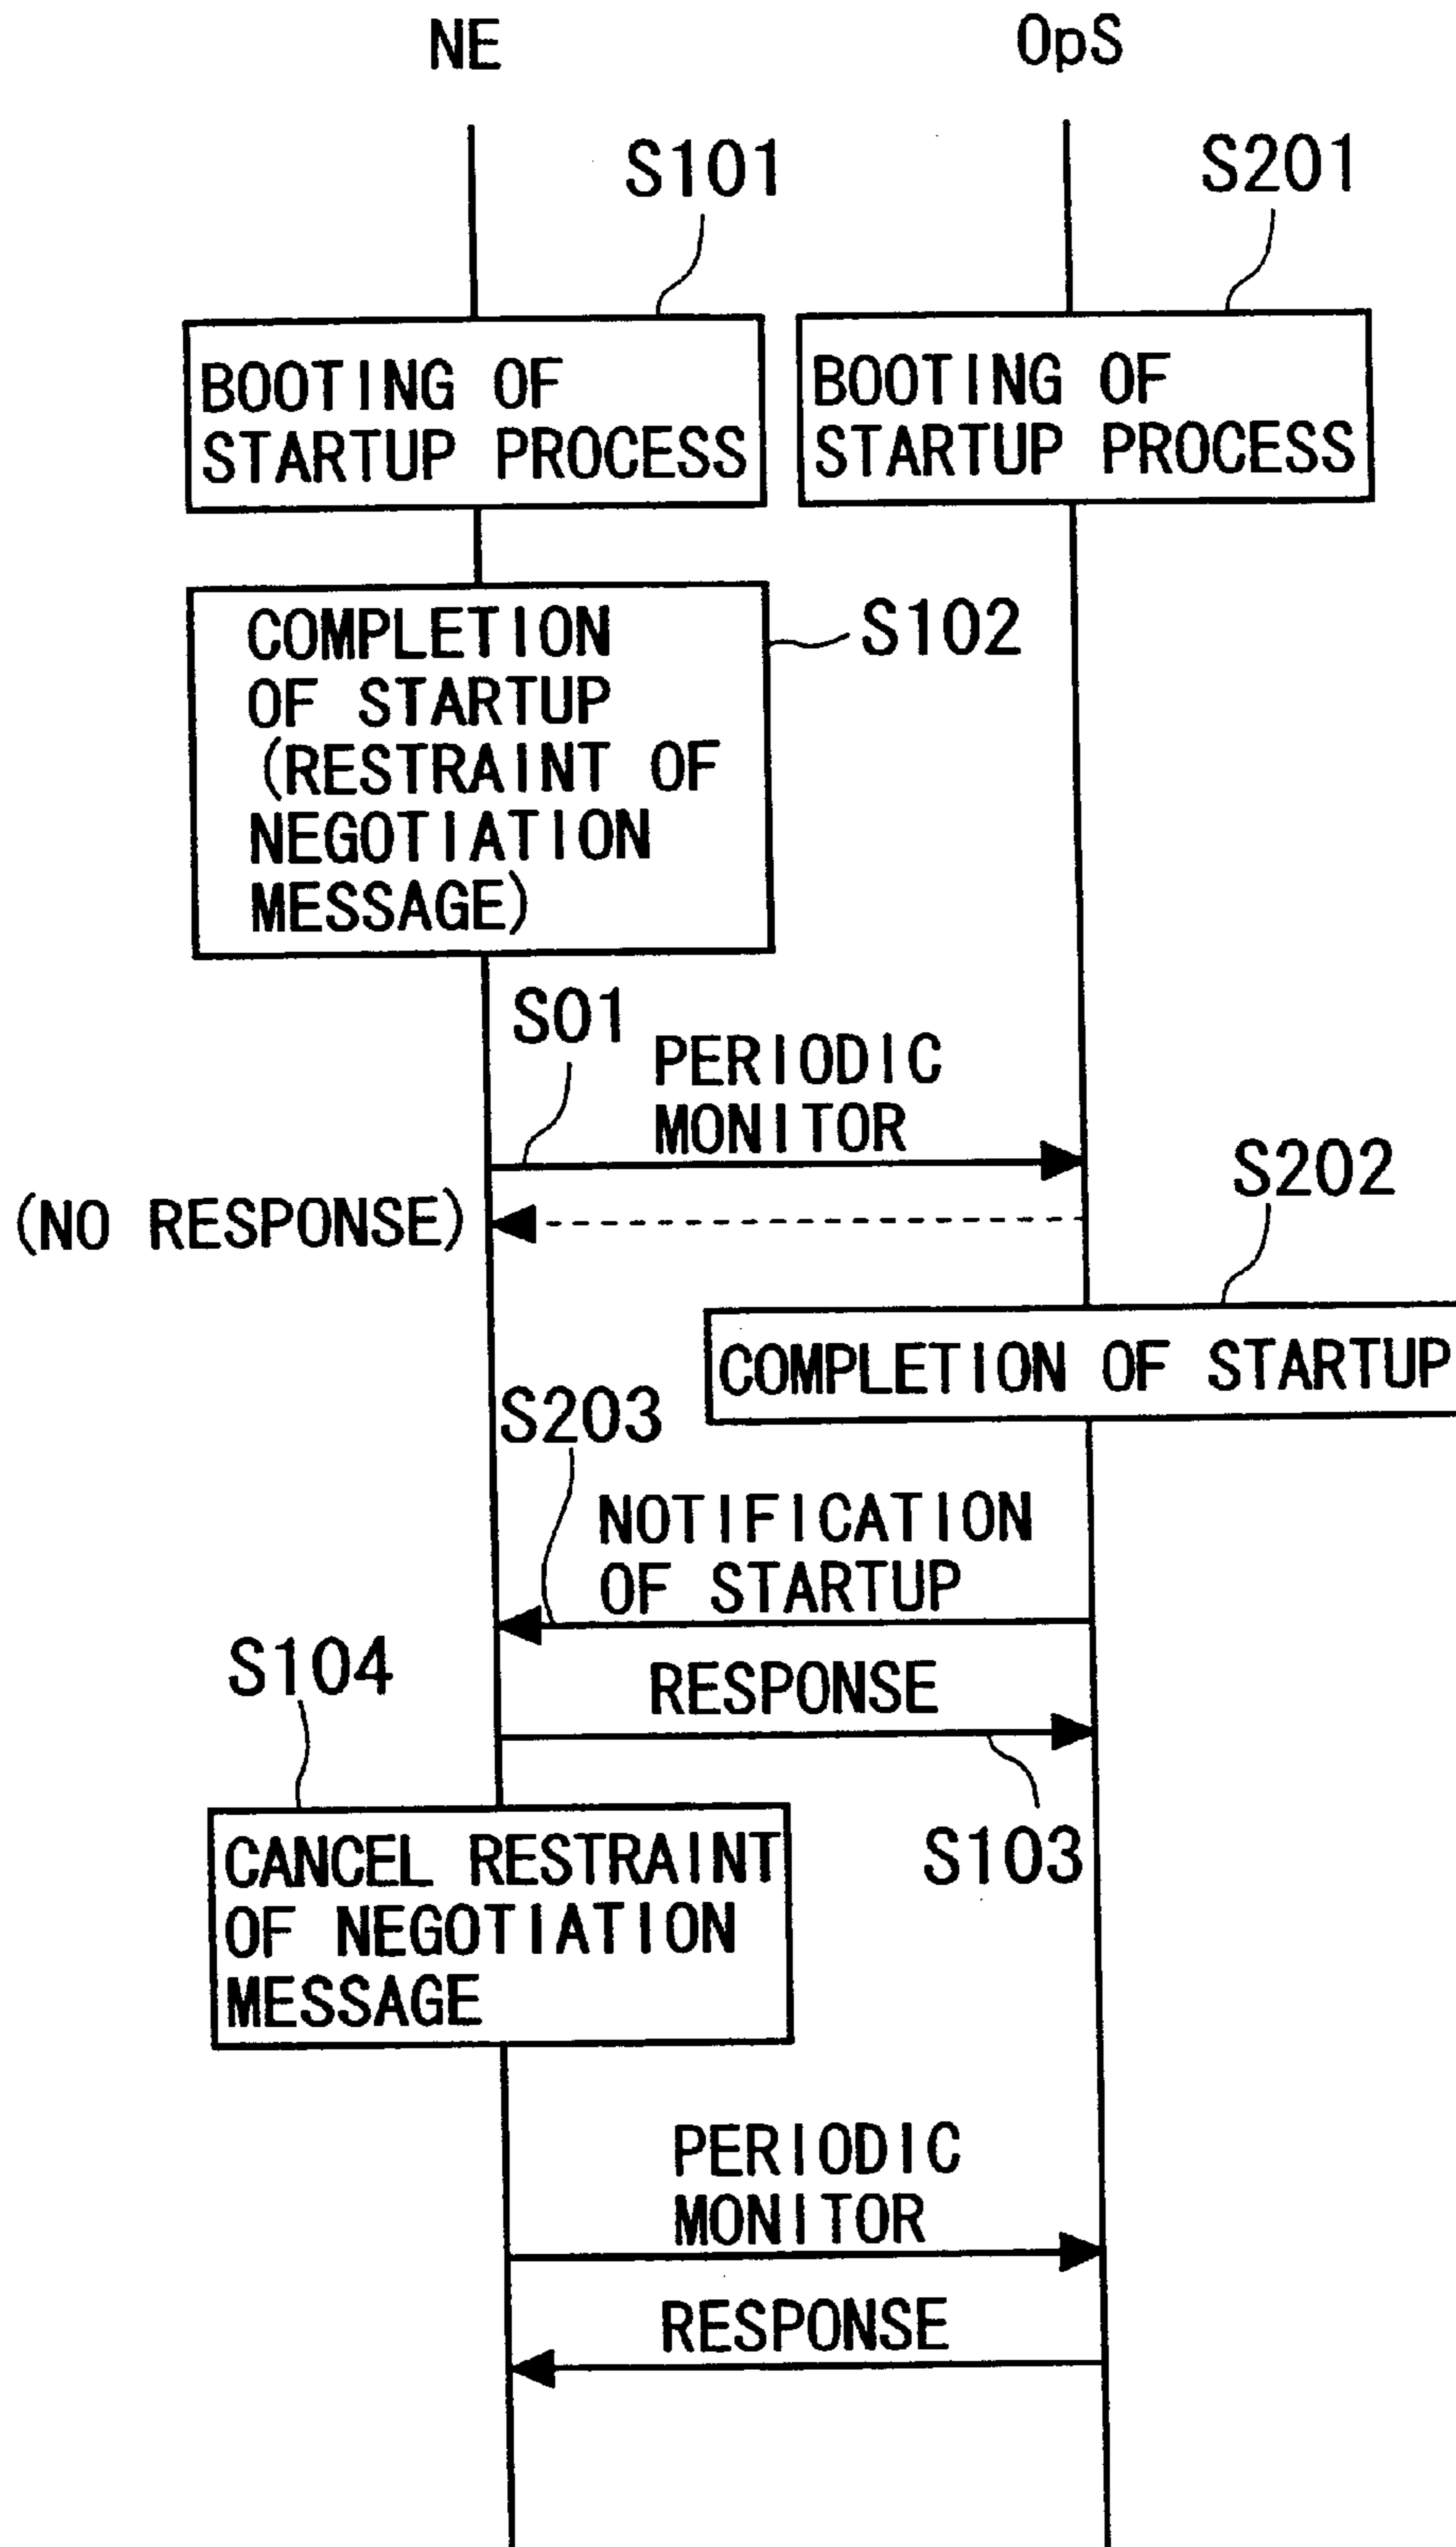 NE
OpS
S101
S201
BOOTING OF
STARTUP PROCESS
BOOTING OF
STARTUP PROCESS
COMPLETION
OF STARTUP
(RESTRAINT OF
NEGOTIATION
MESSAGE)
S102
S01
PERIODIC
MONITOR
(NO RESPONSE)
S202
COMPLETION OF STARTUP
S203
NOTIFICATION
OF STARTUP
S104
RESPONSE
S103
CANCEL RESTRAINT
OF NEGOTIATION
MESSAGE
PERIODIC
MONITOR
RESPONSE